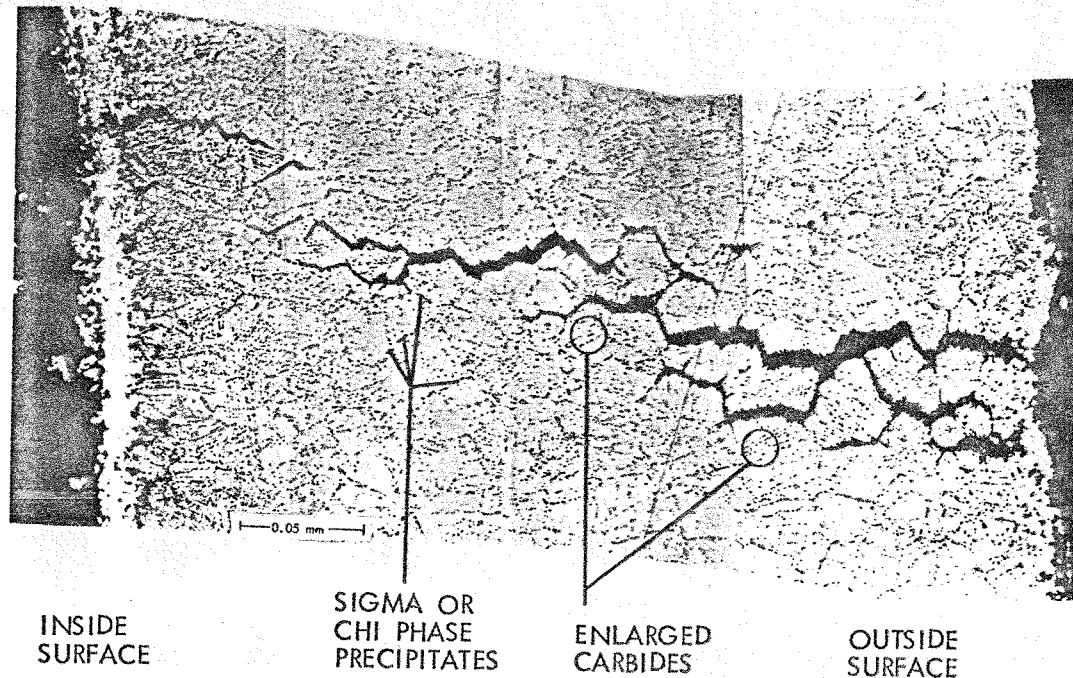 0.05 mm
INSIDE
SURFACE
SIGMA OR
CHI PHASE
PRECIPITATES
ENLARGED
CARBIDES
OUTSIDE
SURFACE